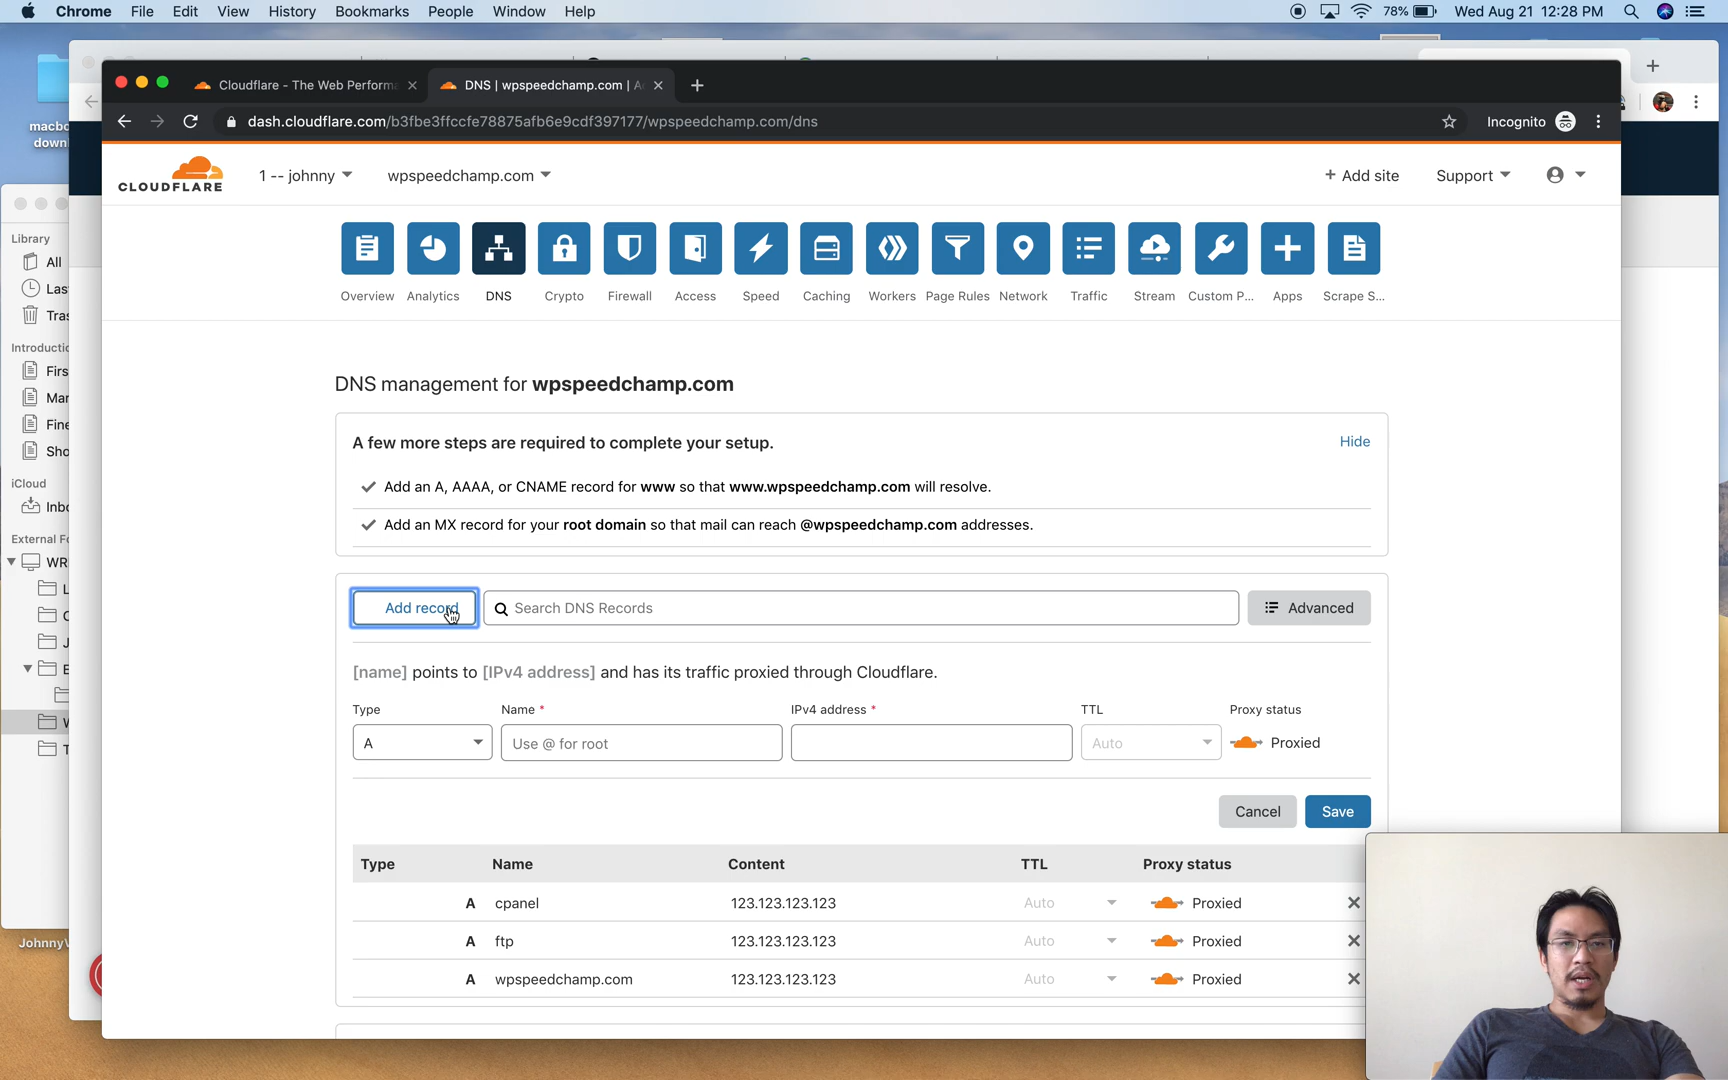 Chrome File Edit View History Bookmarks People Window Help 78% Wed Aug 21 12:28 PM
Cloudflare - The Web Performa
DNS | wpspeedchamp.com | A
dash.cloudflare.com/b3fbe3ffccfe78875afb6e9cdf397177/wpspeedchamp.com/dns Incognito
macbo
down
CLOUDFLARE 1 -- johnny wpspeedchamp.com + Add site Support
Library
All
Las
Tras
Introductio
Firs
Mar
Fine
Sho
iCloud
Inbo
External Fo
WR
L
C
J
E
W
T
JohnnyV
Overview Analytics DNS Crypto Firewall Access Speed Caching Workers Page Rules Network Traffic Stream Custom P... Apps Scrape S...
DNS management for wpspeedchamp.com
A few more steps are required to complete your setup. Hide
Add an A, AAAA, or CNAME record for www so that www.wpspeedchamp.com will resolve.
Add an MX record for your root domain so that mail can reach @wpspeedchamp.com addresses.
Add record Search DNS Records Advanced
[name] points to [IPv4 address] and has its traffic proxied through Cloudflare.
Type Name * IPv4 address * TTL Proxy status
A Use @ for root Auto Proxied
Cancel Save
Type Name Content TTL Proxy status
A cpanel 123.123.123.123 Auto Proxied
A ftp 123.123.123.123 Auto Proxied
A wpspeedchamp.com 123.123.123.123 Auto Proxied